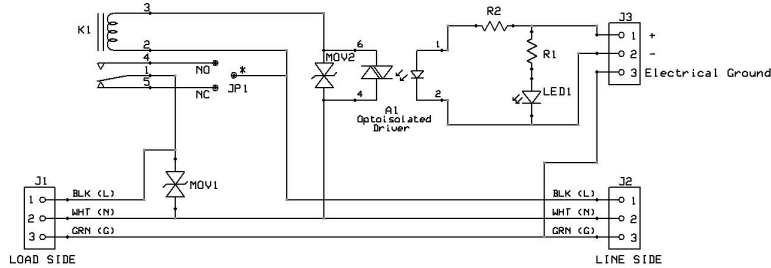 3
K1
2
4
NO
1
5
NC
*
JP1
MOV2
6
4
A1
Optoisolated
Driver
1
2
R2
R1
LED1
J3
1 +
2 -
3 Electrical Ground
MOV1
J1
1 BLK (L)
2 WHT (N)
3 GRN (G)
LOAD SIDE
J2
BLK (L) 1
WHT (N) 2
GRN (G) 3
LINE SIDE